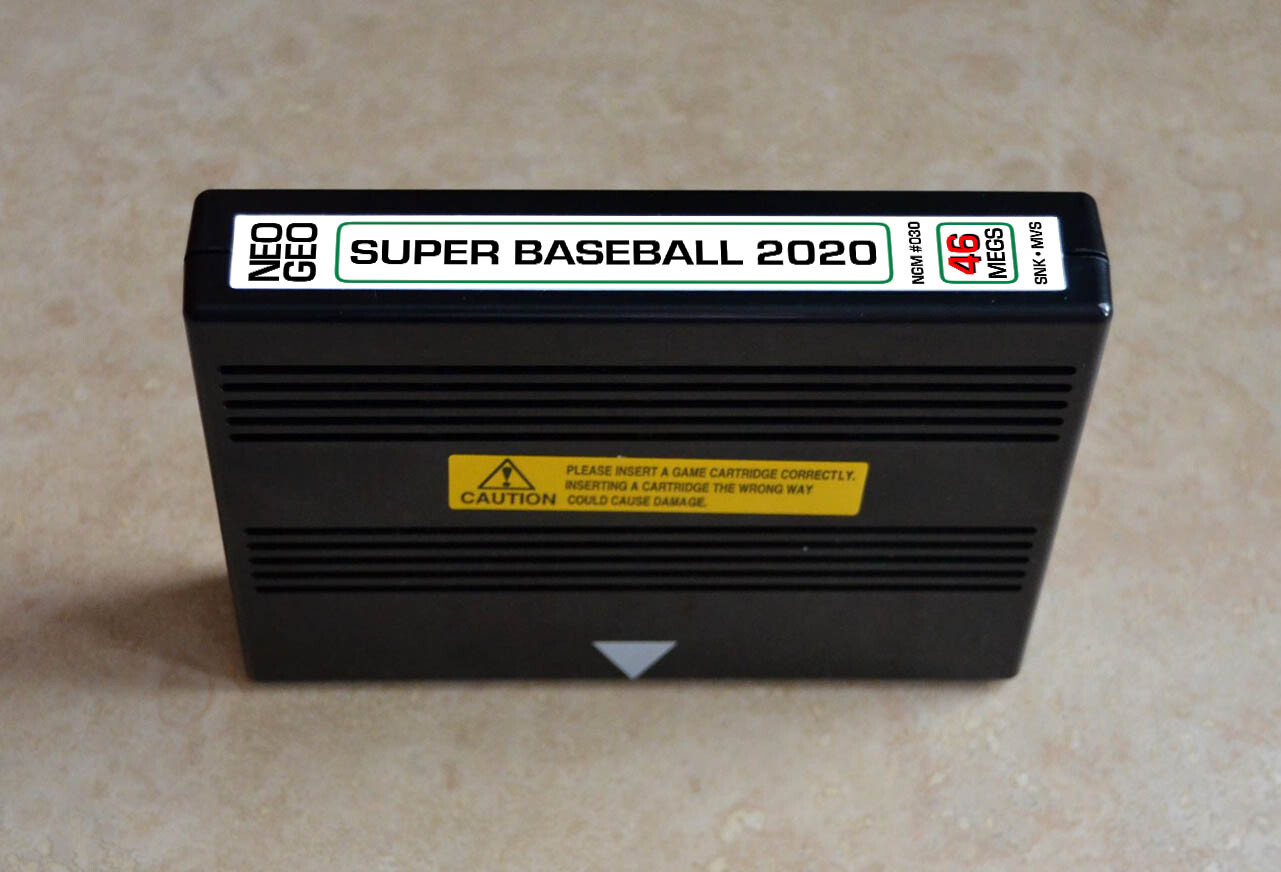 NEO
GEO
SUPER BASEBALL 2020
NGM #030
46
MEGS
SNK • MVS
CAUTION
PLEASE INSERT A GAME CARTRIDGE CORRECTLY.
INSERTING A CARTRIDGE THE WRONG WAY
COULD CAUSE DAMAGE.